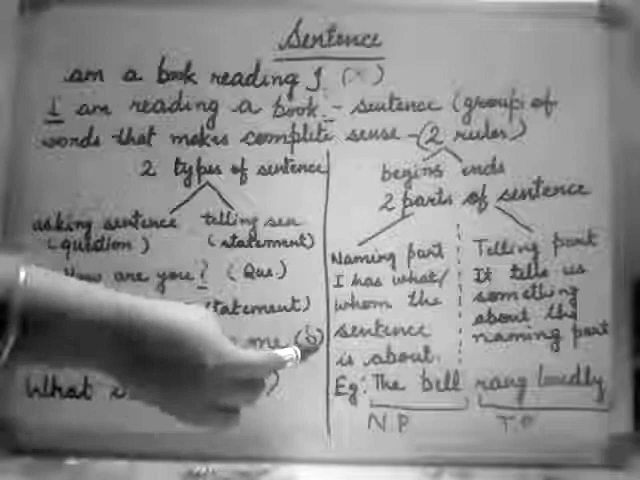 Sentence
am a book reading I. (x)
I am reading a book. - sentence (group of
words that makes complete sense - (2 rules)
begins ends
2 types of sentence
asking sentence telling sen
(question) (statement)
How are you? (Que.)
tatement)
me (s)
What
2 parts of sentence
Naming part
I has what/
whom the
sentence
is about.
Telling part
It tells us
something
about the
naming part
Eg: The bell rang loudly
N.P T.P